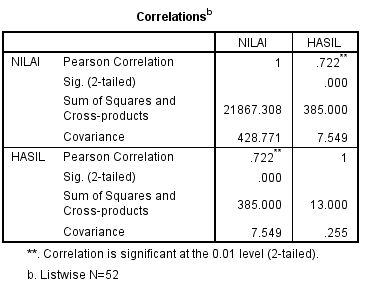 Correlationsb
NILAI HASIL
NILAI Pearson Correlation 1 .722**
Sig. (2-tailed) .000
Sum of Squares and
Cross-products 21867.308 385.000
Covariance 428.771 7.549
HASIL Pearson Correlation .722** 1
Sig. (2-tailed) .000
Sum of Squares and
Cross-products 385.000 13.000
Covariance 7.549 .255
**. Correlation is significant at the 0.01 level (2-tailed).
b. Listwise N=52